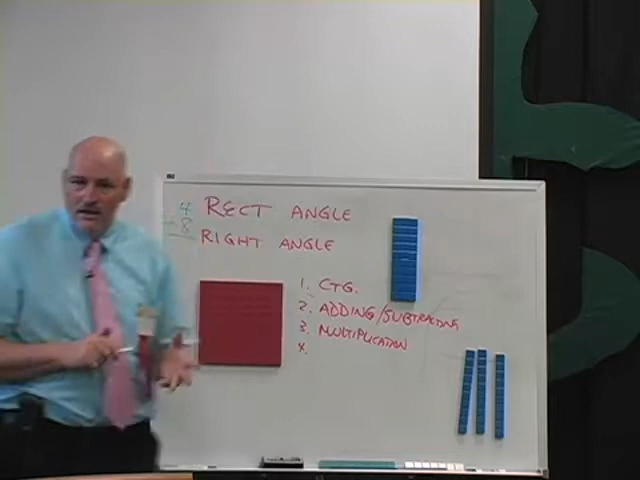 4
8
RECT ANGLE
RIGHT ANGLE
1. CTG.
2. ADDING/SUBTRACTING
3. MULTIPLICATION
4.